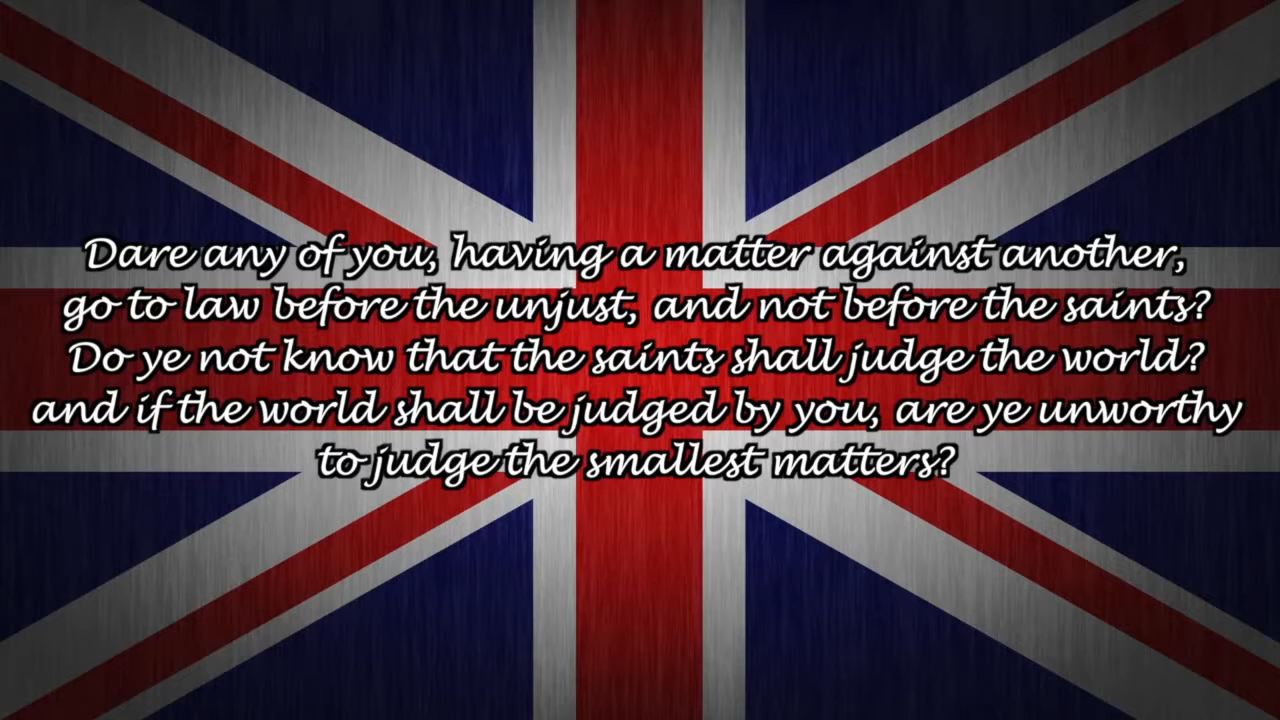 Dare any of you, having a matter against another,
go to law before the unjust, and not before the saints?
Do ye not know that the saints shall judge the world?
and if the world shall be judged by you, are ye unworthy
to judge the smallest matters?